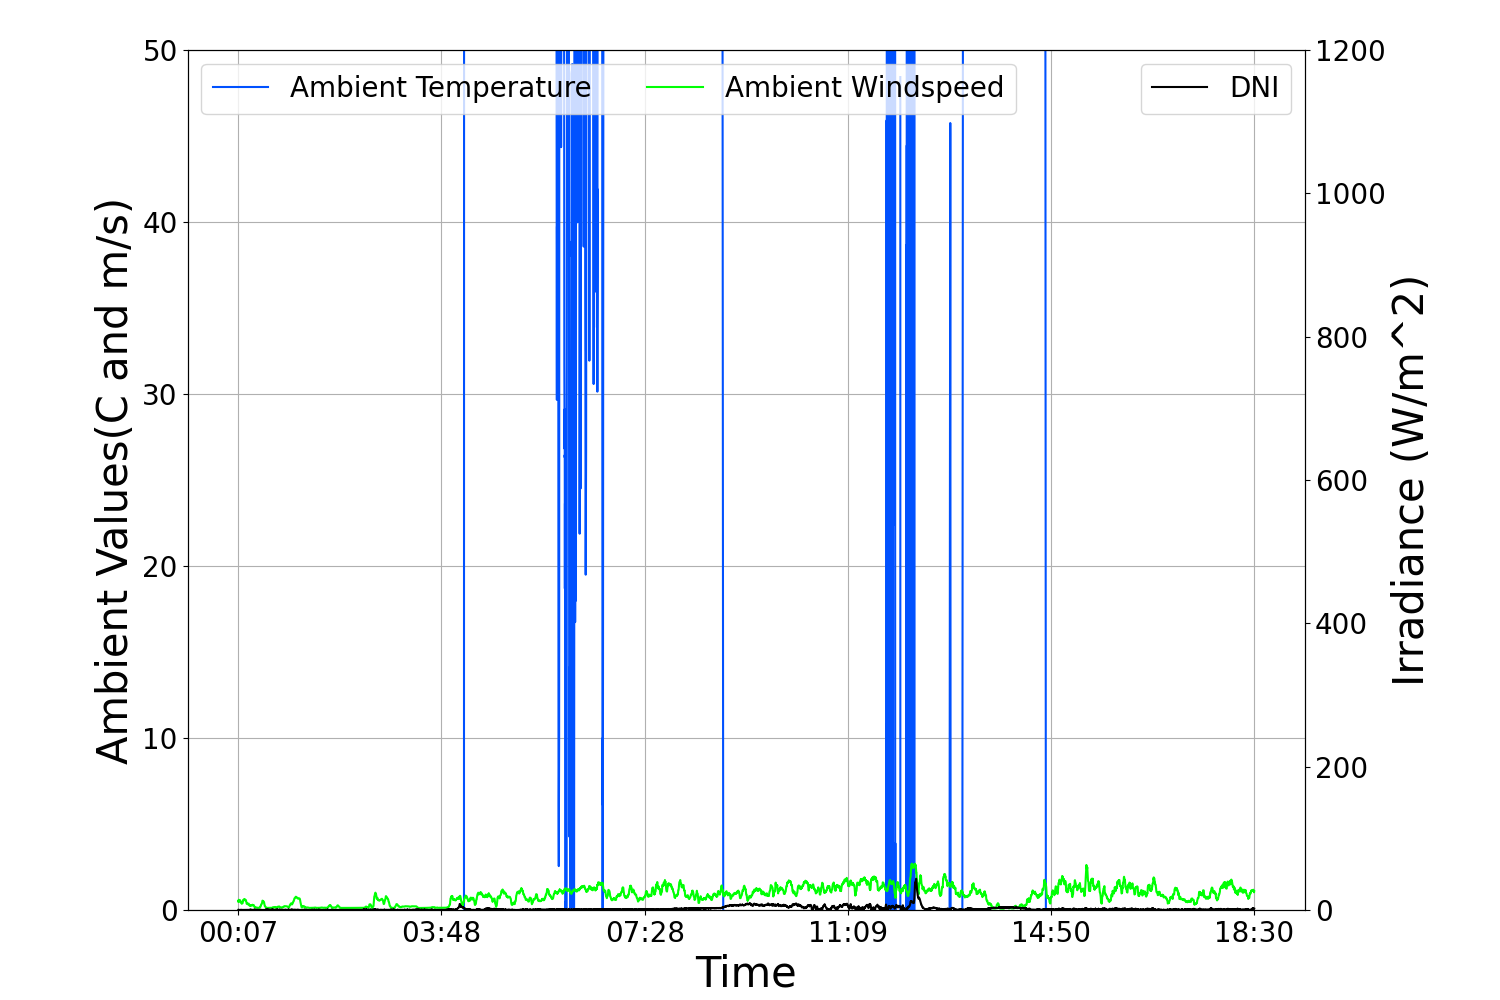 Ambient Temperature Ambient Windspeed DNI
50
40
30
20
10
0
Ambient Values(C and m/s)
1200
1000
800
600
400
200
0
Irradiance (W/m^2)
00:07 03:48 07:28 11:09 14:50 18:30
Time